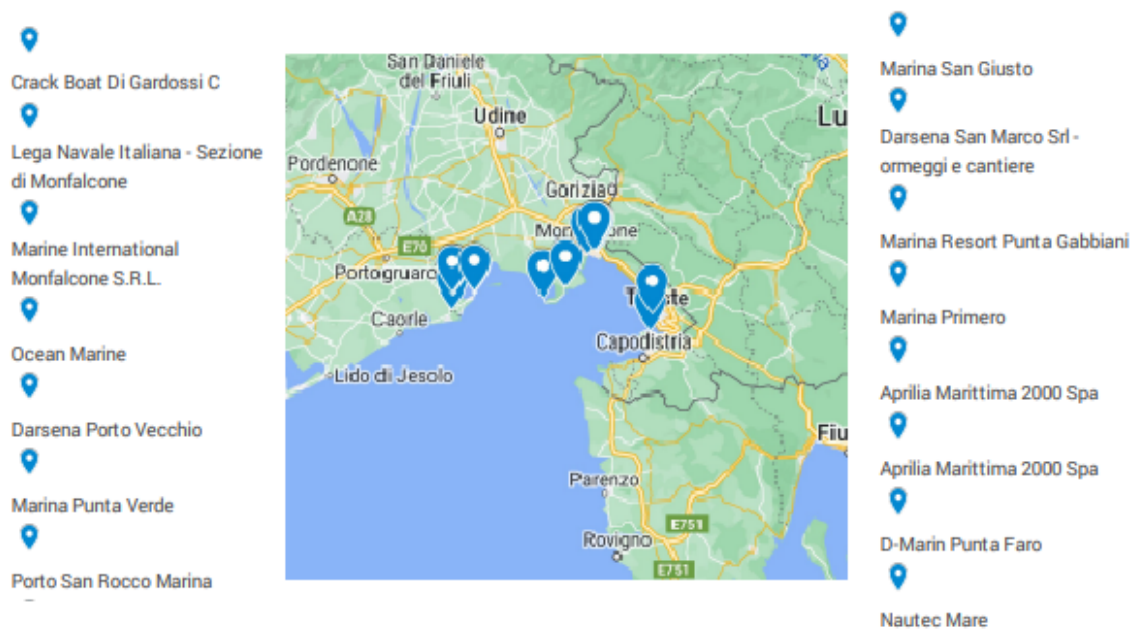 Crack Boat Di Gardossi C
Lega Navale Italiana - Sezione
di Monfalcone
Marine International
Monfalcone S.R.L.
Ocean Marine
Darsena Porto Vecchio
Marina Punta Verde
Porto San Rocco Marina
San Daniele
del Friuli
Udine
Lu
Pordenone
Gorizia
A28
E70
Portogruaro
Caorle
Capodistria
Lido di Jesolo
Fiu
Parenzo
E751
Rovigno
E751
Marina San Giusto
Darsena San Marco Srl -
ormeggi e cantiere
Marina Resort Punta Gabbiani
Marina Primero
Aprilia Marittima 2000 Spa
Aprilia Marittima 2000 Spa
D-Marin Punta Faro
Nautec Mare